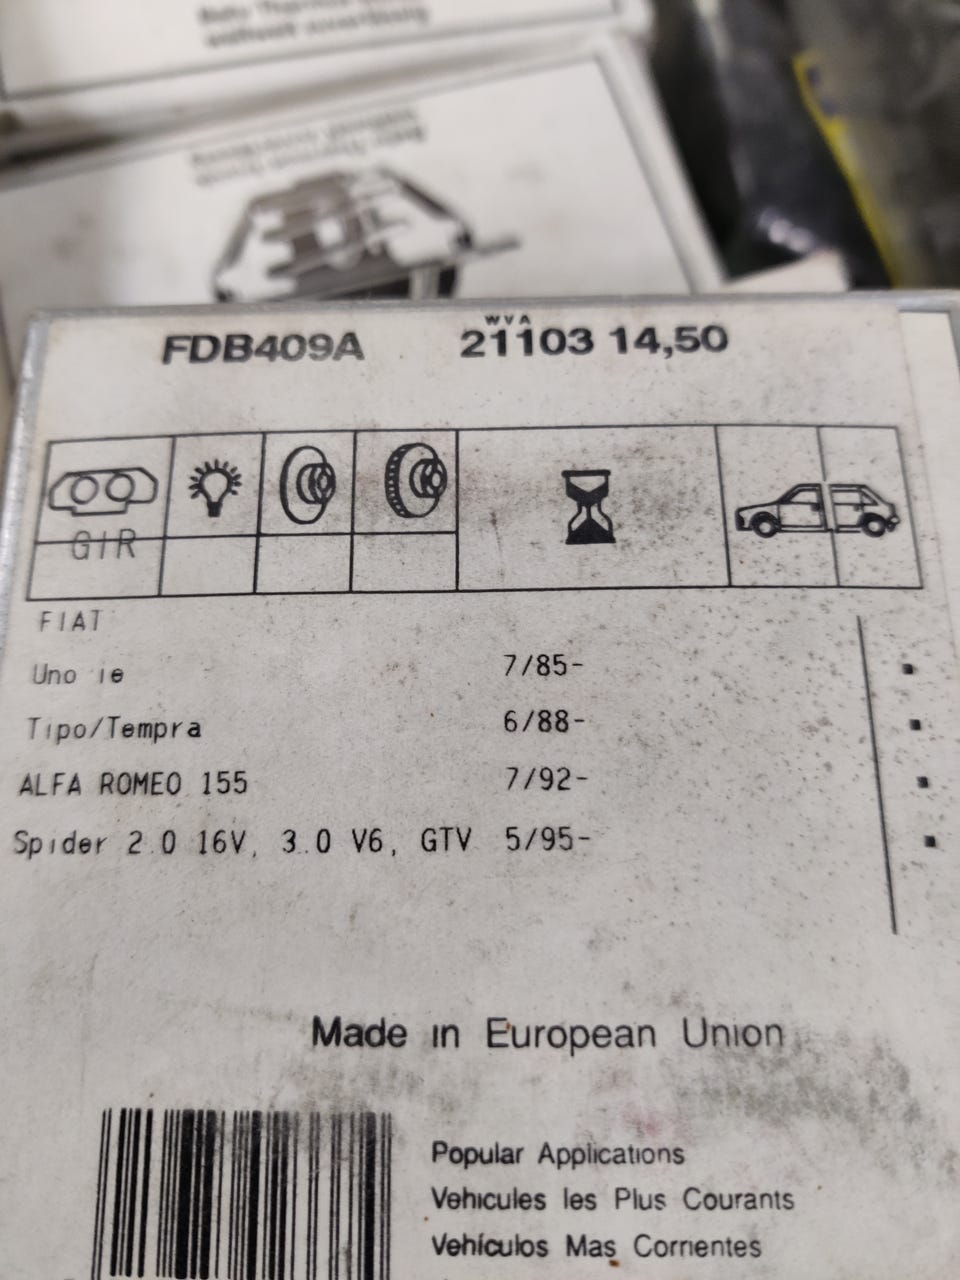 FDB409A
WVA
21103 14,50
GIR
FIAT
Uno ie 7/85-
Tipo/Tempra 6/88-
ALFA ROMEO 155 7/92-
Spider 2.0 16V, 3.0 V6, GTV 5/95-
Made in European Union
Popular Applications
Vehicules les Plus Courants
Vehículos Mas Corrientes